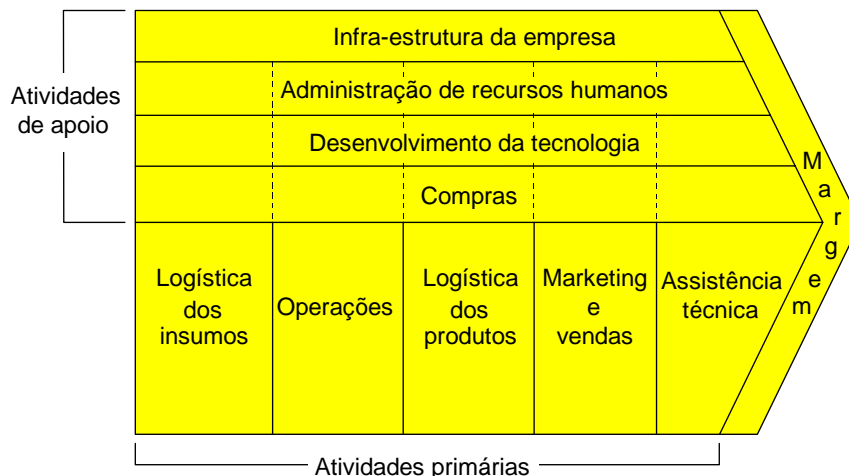 Infra-estrutura da empresa
Administração de recursos humanos
Desenvolvimento da tecnologia
Compras
Atividades
de apoio
Logística
dos
insumos
Operações
Logística
dos
produtos
Marketing
e
vendas
Assistência
técnica
Margem
Atividades primárias